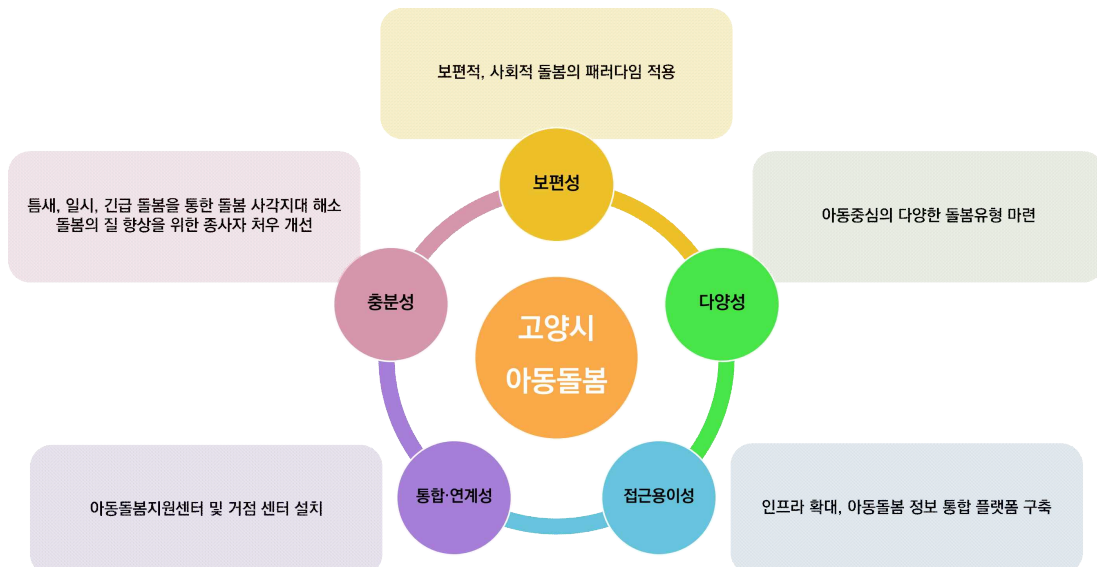 보편적, 사회적 돌봄의 패러다임 적용
보편성
틈새, 일시, 긴급 돌봄을 통한 돌봄 사각지대 해소
돌봄의 질 향상을 위한 종사자 처우 개선
아동중심의 다양한 돌봄유형 마련
충분성
다양성
고양시
아동돌봄
통합·연계성
접근용이성
아동돌봄지원센터 및 거점 센터 설치
인프라 확대, 아동돌봄 정보 통합 플랫폼 구축